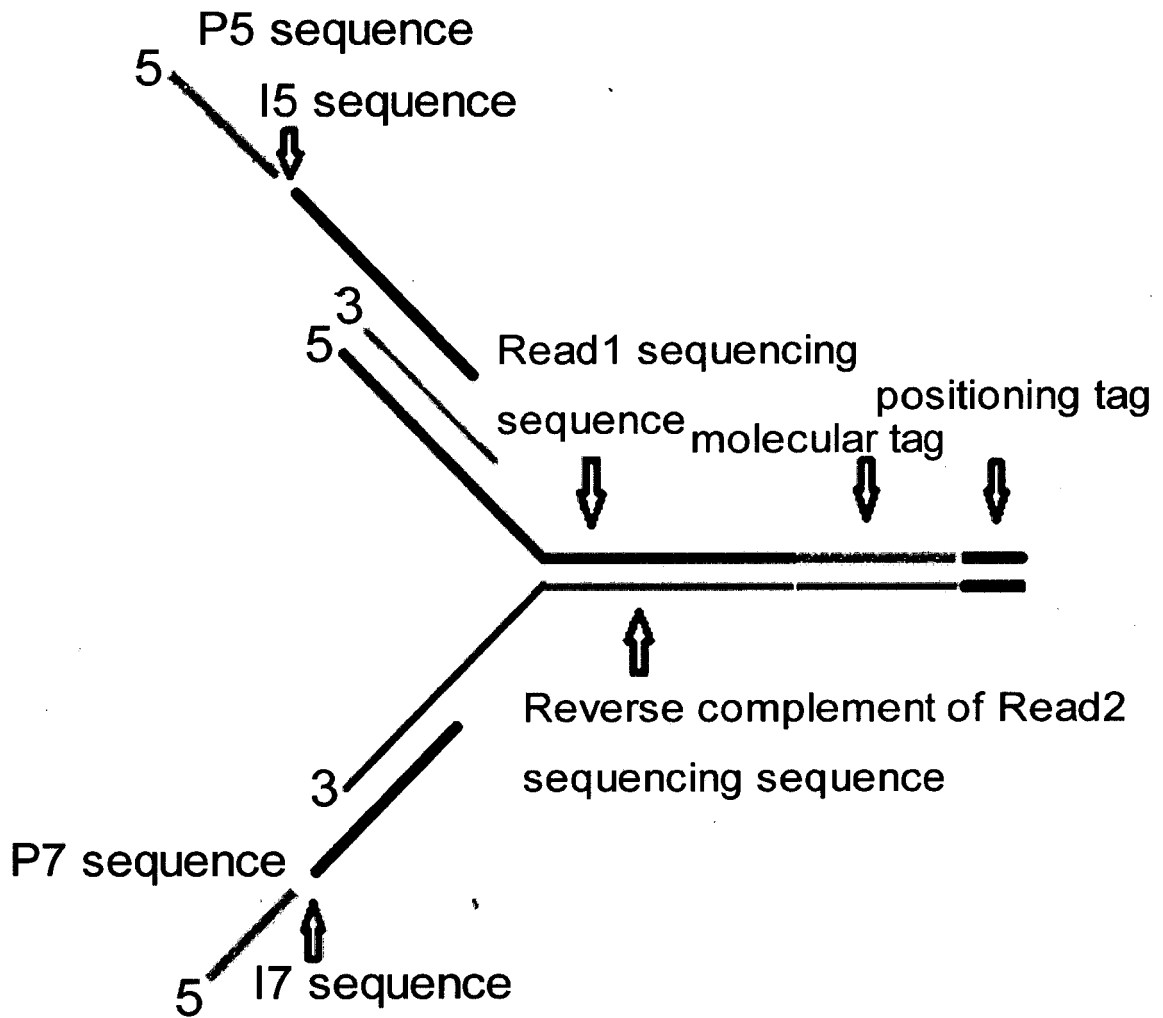 P5 sequence
5
I5 sequence
3
5
Read1 sequencing
sequence
positioning tag
molecular tag
Reverse complement of Read2
sequencing sequence
3
P7 sequence
5
I7 sequence